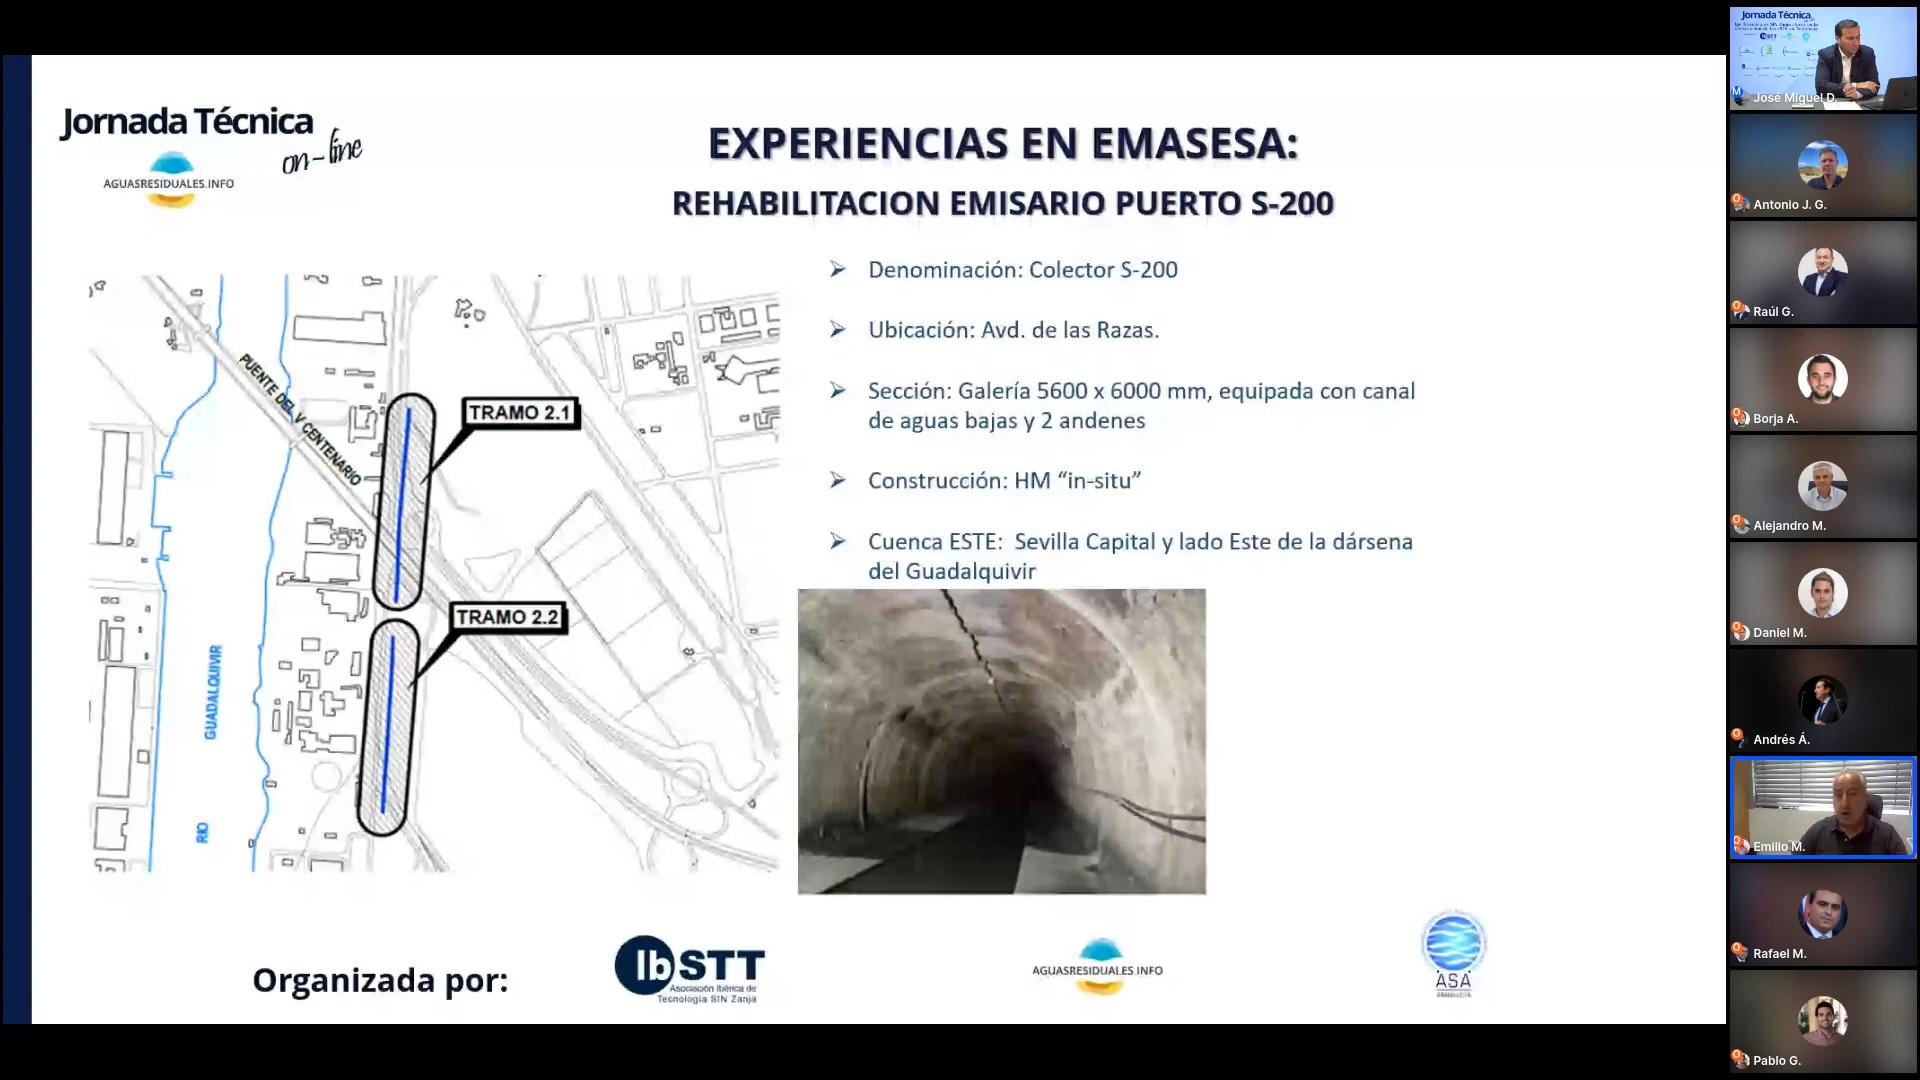 Jornada Técnica
on-line
AGUASRESIDUALES.INFO
EXPERIENCIAS EN EMASESA:
REHABILITACION EMISARIO PUERTO S-200
Denominación: Colector S-200
Ubicación: Avd. de las Razas.
Sección: Galería 5600 x 6000 mm, equipada con canal
de aguas bajas y 2 andenes
Construcción: HM “in-situ”
Cuenca ESTE:  Sevilla Capital y lado Este de la dársena
del Guadalquivir
PUENTE DEL V CENTENARIO
TRAMO 2.1
TRAMO 2.2
RIO GUADALQUIVIR
Organizada por:
IbSTT
Asociación Ibérica de
Tecnología SIN Zanja
AGUASRESIDUALES.INFO
ASA
ANDALUCÍA
Jornada Técnica
IbSTT
M
José Miguel D.
Antonio J. G.
Raúl G.
Borja A.
Alejandro M.
Daniel M.
Andrés Á.
Emilio M.
Rafael M.
Pablo G.